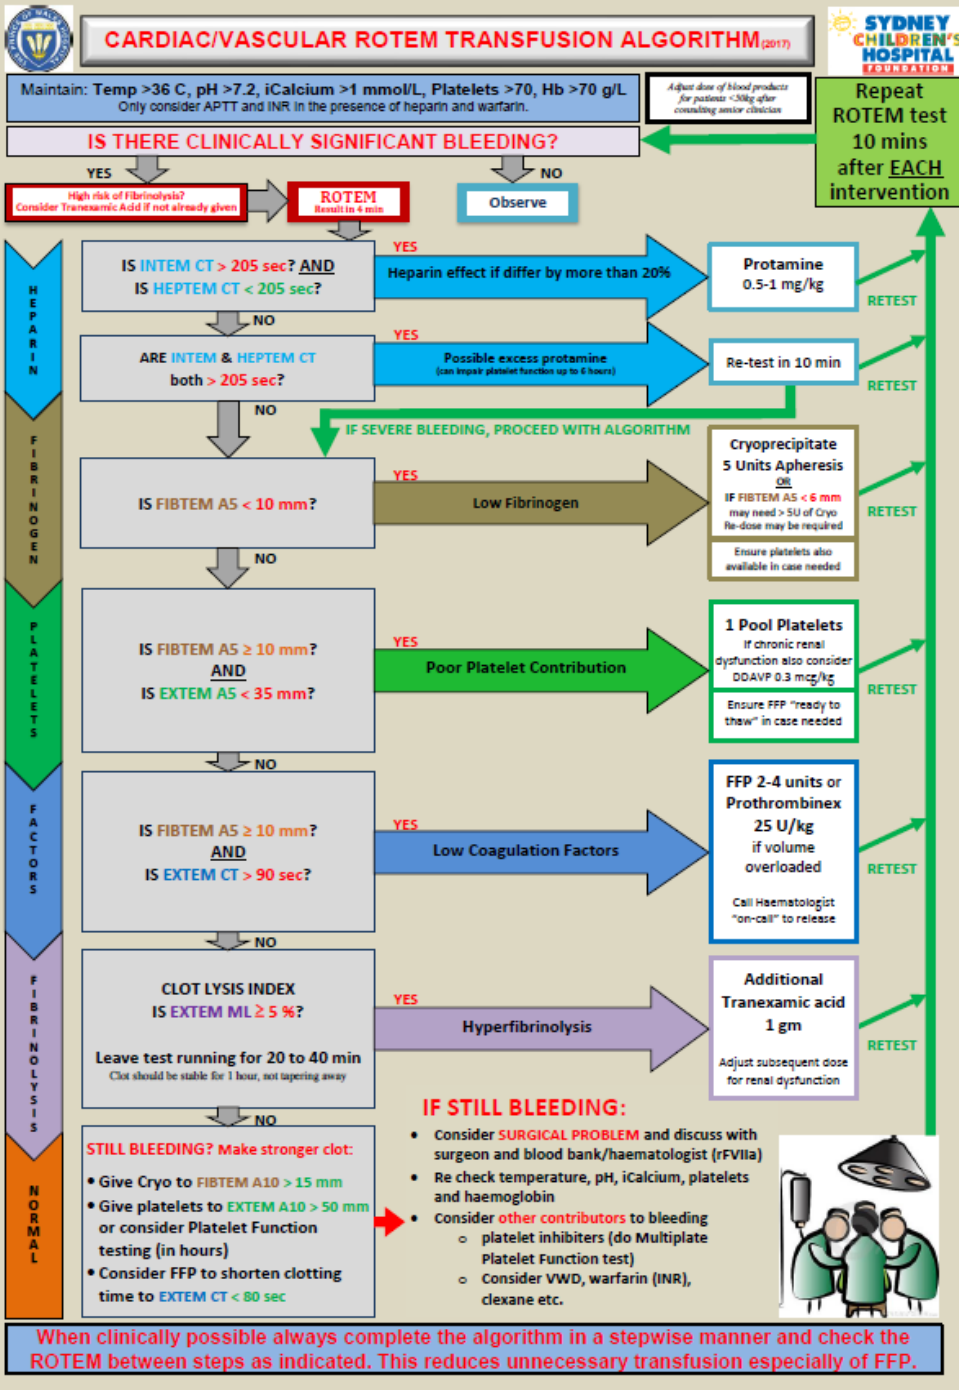 PRINCE OF WALES HOSPITAL
CARDIAC/VASCULAR ROTEM TRANSFUSION ALGORITHM (2017)
SYDNEY
CHILDREN'S
HOSPITAL
FOUNDATION
Maintain: Temp >36 C, pH >7.2, iCalcium >1 mmol/L, Platelets >70, Hb >70 g/L
Only consider APTT and INR in the presence of heparin and warfarin.
Adjust dose of blood products
for patients <50kg after
consulting senior clinician
Repeat
ROTEM test
10 mins
after EACH
intervention
IS THERE CLINICALLY SIGNIFICANT BLEEDING?
YES
NO
High risk of Fibrinolysis?
Consider Tranexamic Acid if not already given
ROTEM
Result in 4 min
Observe
HEPARIN
IS INTEM CT > 205 sec? AND
IS HEPTEM CT < 205 sec?
YES
Heparin effect if differ by more than 20%
Protamine
0.5-1 mg/kg
RETEST
NO
ARE INTEM & HEPTEM CT
both > 205 sec?
YES
Possible excess protamine
(can impair platelet function up to 6 hours)
Re-test in 10 min
RETEST
NO
IF SEVERE BLEEDING, PROCEED WITH ALGORITHM
FIBRINOGEN
IS FIBTEM A5 < 10 mm?
YES
Low Fibrinogen
Cryoprecipitate
5 Units Apheresis
OR
IF FIBTEM A5 < 6 mm
may need > 5U of Cryo
Re-dose may be required
Ensure platelets also
available in case needed
RETEST
NO
PLATELETS
IS FIBTEM A5 ≥ 10 mm?
AND
IS EXTEM A5 < 35 mm?
YES
Poor Platelet Contribution
1 Pool Platelets
If chronic renal
dysfunction also consider
DDAVP 0.3 mcg/kg
Ensure FFP "ready to
thaw" in case needed
RETEST
NO
FACTORS
IS FIBTEM A5 ≥ 10 mm?
AND
IS EXTEM CT > 90 sec?
YES
Low Coagulation Factors
FFP 2-4 units or
Prothrombinex
25 U/kg
if volume
overloaded
Call Haematologist
"on-call" to release
RETEST
NO
FIBRINOLYSIS
CLOT LYSIS INDEX
IS EXTEM ML ≥ 5 %?
Leave test running for 20 to 40 min
Clot should be stable for 1 hour, not tapering away
YES
Hyperfibrinolysis
Additional
Tranexamic acid
1 gm
Adjust subsequent dose
for renal dysfunction
RETEST
NO
NORMAL
STILL BLEEDING? Make stronger clot:
• Give Cryo to FIBTEM A10 > 15 mm
• Give platelets to EXTEM A10 > 50 mm
or consider Platelet Function
testing (in hours)
• Consider FFP to shorten clotting
time to EXTEM CT < 80 sec
IF STILL BLEEDING:
• Consider SURGICAL PROBLEM and discuss with
surgeon and blood bank/haematologist (rFVIIa)
• Re check temperature, pH, iCalcium, platelets
and haemoglobin
• Consider other contributors to bleeding
o platelet inhibiters (do Multiplate
Platelet Function test)
o Consider VWD, warfarin (INR),
clexane etc.
When clinically possible always complete the algorithm in a stepwise manner and check the
ROTEM between steps as indicated. This reduces unnecessary transfusion especially of FFP.